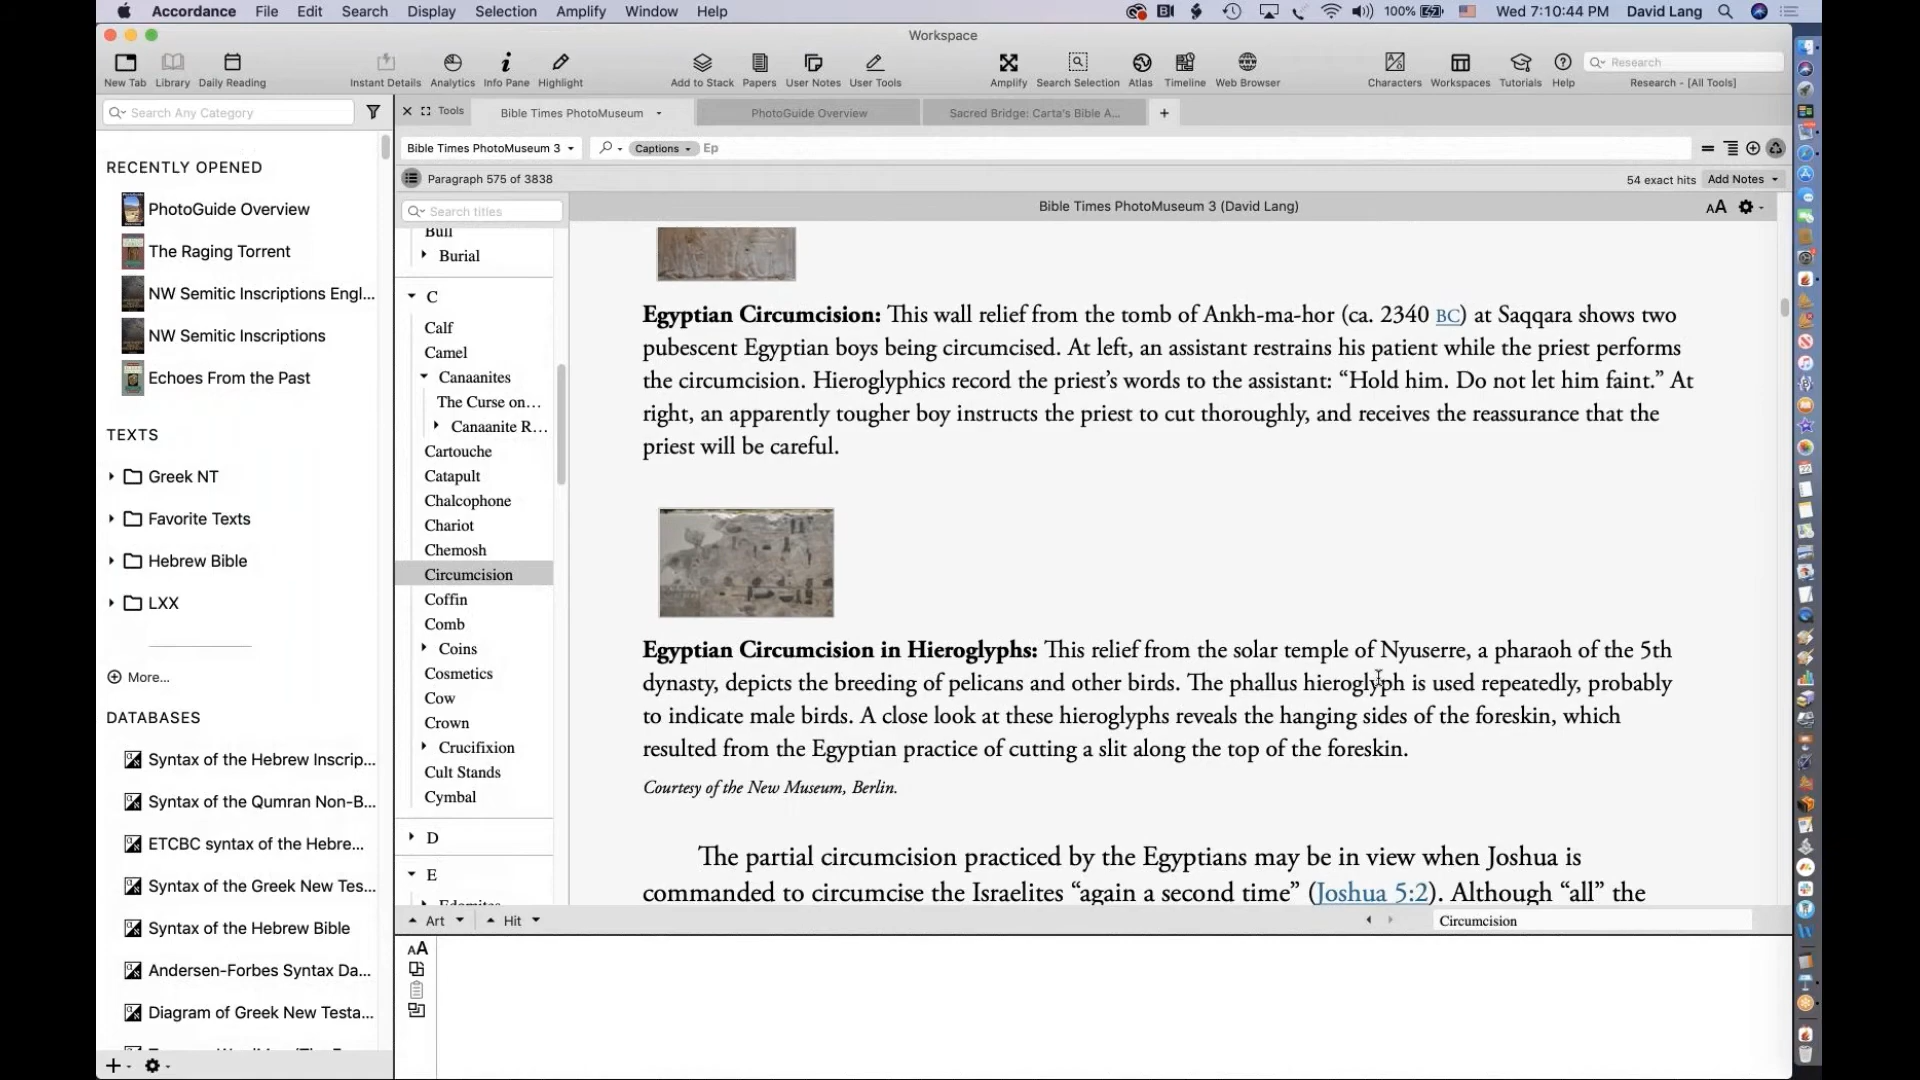 Accordance File Edit Search Display Selection Amplify Window Help
100% Wed 7:10:44 PM David Lang
Workspace
New Tab Library Daily Reading Instant Details Analytics Info Pane Highlight Add to Stack Papers User Notes User Tools Amplify Search Selection Atlas Timeline Web Browser Characters Workspaces Tutorials Help
Research
Research - [All Tools]
Search Any Category
Tools Bible Times PhotoMuseum PhotoGuide Overview Sacred Bridge: Carta's Bible A...
Bible Times PhotoMuseum 3 Captions Ep
Paragraph 575 of 3838 54 exact hits Add Notes
RECENTLY OPENED
PhotoGuide Overview
The Raging Torrent
NW Semitic Inscriptions Engl...
NW Semitic Inscriptions
Echoes From the Past
TEXTS
Greek NT
Favorite Texts
Hebrew Bible
LXX
More...
DATABASES
Syntax of the Hebrew Inscrip...
Syntax of the Qumran Non-B...
ETCBC syntax of the Hebre...
Syntax of the Greek New Tes...
Syntax of the Hebrew Bible
Andersen-Forbes Syntax Da...
Diagram of Greek New Testa...
Search titles
Bull
Burial
C
Calf
Camel
Canaanites
The Curse on...
Canaanite R...
Cartouche
Catapult
Chalcophone
Chariot
Chemosh
Circumcision
Coffin
Comb
Coins
Cosmetics
Cow
Crown
Crucifixion
Cult Stands
Cymbal
D
E
Edomites
Bible Times PhotoMuseum 3 (David Lang) AA
Egyptian Circumcision: This wall relief from the tomb of Ankh-ma-hor (ca. 2340 BC) at Saqqara shows two
pubescent Egyptian boys being circumcised. At left, an assistant restrains his patient while the priest performs
the circumcision. Hieroglyphics record the priest's words to the assistant: “Hold him. Do not let him faint.” At
right, an apparently tougher boy instructs the priest to cut thoroughly, and receives the reassurance that the
priest will be careful.
Egyptian Circumcision in Hieroglyphs: This relief from the solar temple of Nyuserre, a pharaoh of the 5th
dynasty, depicts the breeding of pelicans and other birds. The phallus hieroglyph is used repeatedly, probably
to indicate male birds. A close look at these hieroglyphs reveals the hanging sides of the foreskin, which
resulted from the Egyptian practice of cutting a slit along the top of the foreskin.
Courtesy of the New Museum, Berlin.
The partial circumcision practiced by the Egyptians may be in view when Joshua is
commanded to circumcise the Israelites “again a second time” (Joshua 5:2). Although “all” the
Art Hit Circumcision
AA